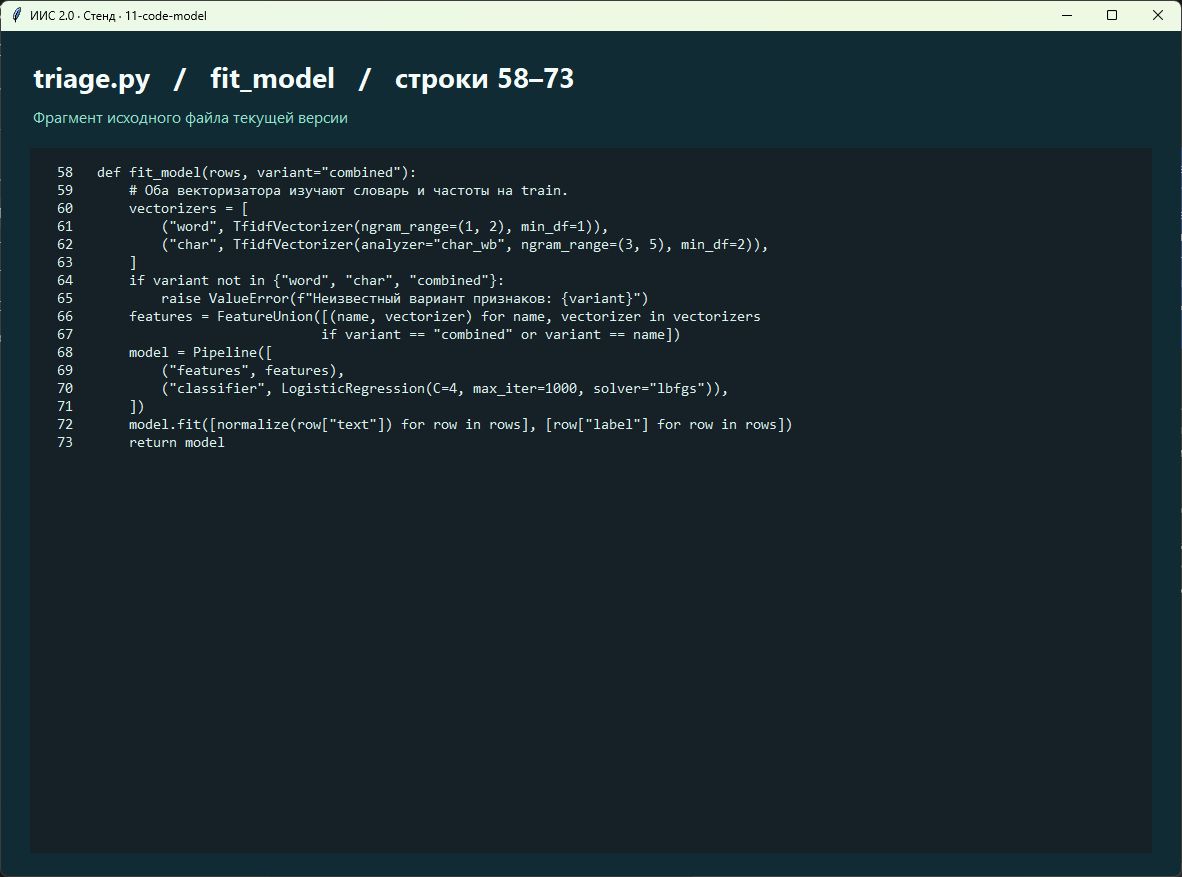 ИИС 2.0 · Стенд · 11-code-model
triage.py / fit_model / строки 58–73
Фрагмент исходного файла текущей версии
58 def fit_model(rows, variant="combined"):
59     # Оба векторизатора изучают словарь и частоты на train.
60     vectorizers = [
61         ("word", TfidfVectorizer(ngram_range=(1, 2), min_df=1)),
62         ("char", TfidfVectorizer(analyzer="char_wb", ngram_range=(3, 5), min_df=2)),
63     ]
64     if variant not in {"word", "char", "combined"}:
65         raise ValueError(f"Неизвестный вариант признаков: {variant}")
66     features = FeatureUnion([(name, vectorizer) for name, vectorizer in vectorizers
67                             if variant == "combined" or variant == name])
68     model = Pipeline([
69         ("features", features),
70         ("classifier", LogisticRegression(C=4, max_iter=1000, solver="lbfgs")),
71     ])
72     model.fit([normalize(row["text"]) for row in rows], [row["label"] for row in rows])
73     return model